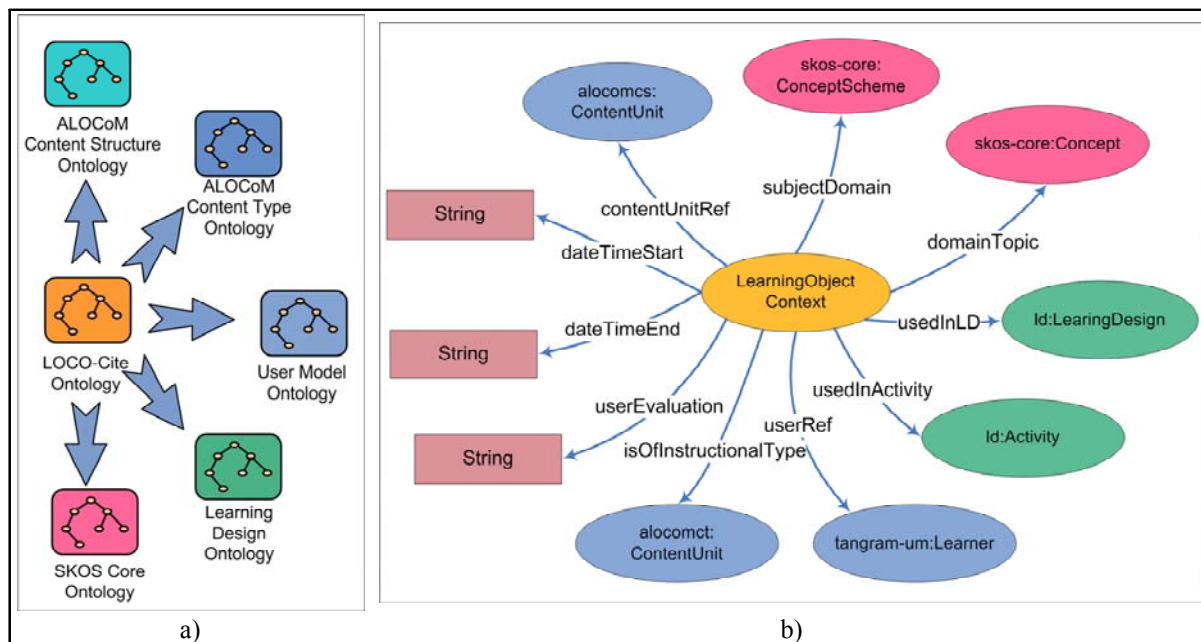 ALOCoM
Content Structure
Ontology
ALOCoM
Content Type
Ontology
LOCO-Cite
Ontology
User Model
Ontology
Learning
Design
Ontology
SKOS Core
Ontology
a)
alocomcs:
ContentUnit
skos-core:
ConceptScheme
skos-core:Concept
subjectDomain
String
contentUnitRef
dateTimeStart
domainTopic
LearningObject
Context
dateTimeEnd
usedInLD
ld:LearingDesign
String
userEvaluation
usedInActivity
userRef
ld:Activity
String
isOfInstructionalType
alocomct:
ContentUnit
tangram-um:Learner
b)